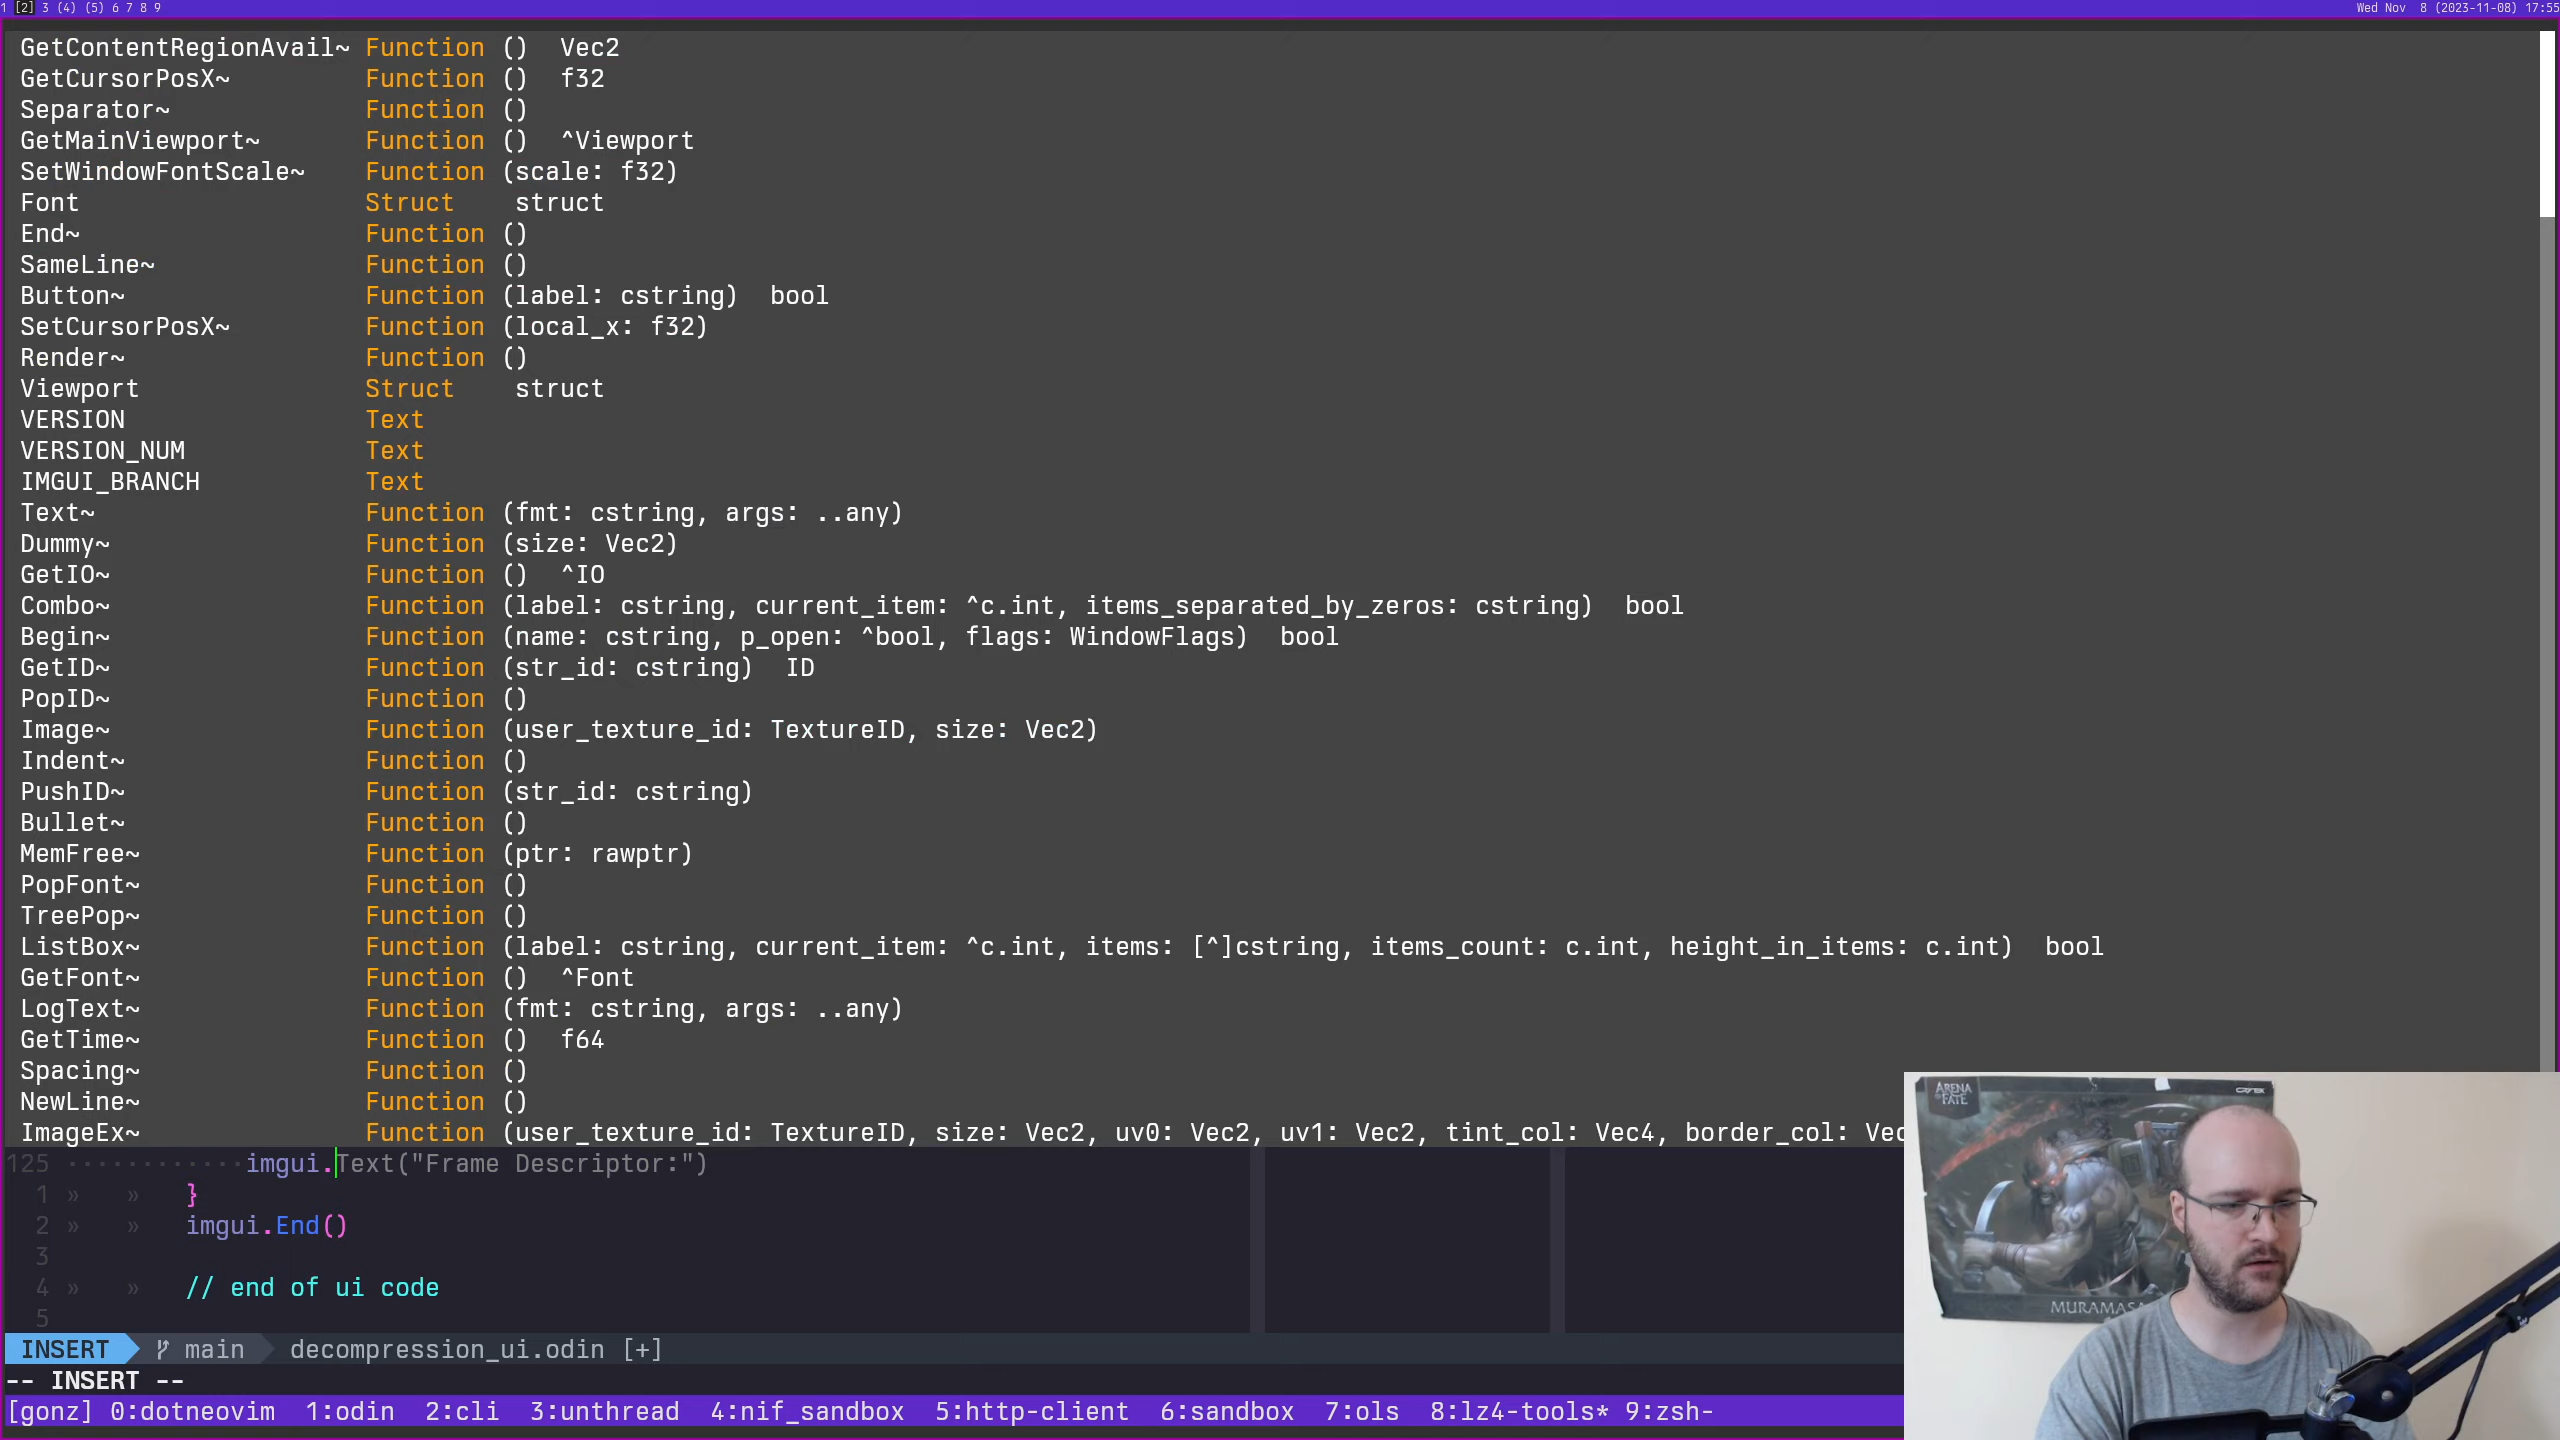 1 [2] 3 (4) (5) 6 7 8 9 Wed Nov 8 (2023-11-08) 17:55
GetContentRegionAvail~ Function () Vec2
GetCursorPosX~ Function () f32
Separator~ Function ()
GetMainViewport~ Function () ^Viewport
SetWindowFontScale~ Function (scale: f32)
Font Struct struct
End~ Function ()
SameLine~ Function ()
Button~ Function (label: cstring) bool
SetCursorPosX~ Function (local_x: f32)
Render~ Function ()
Viewport Struct struct
VERSION Text
VERSION_NUM Text
IMGUI_BRANCH Text
Text~ Function (fmt: cstring, args: ..any)
Dummy~ Function (size: Vec2)
GetIO~ Function () ^IO
Combo~ Function (label: cstring, current_item: ^c.int, items_separated_by_zeros: cstring) bool
Begin~ Function (name: cstring, p_open: ^bool, flags: WindowFlags) bool
GetID~ Function (str_id: cstring) ID
PopID~ Function ()
Image~ Function (user_texture_id: TextureID, size: Vec2)
Indent~ Function ()
PushID~ Function (str_id: cstring)
Bullet~ Function ()
MemFree~ Function (ptr: rawptr)
PopFont~ Function ()
TreePop~ Function ()
ListBox~ Function (label: cstring, current_item: ^c.int, items: [^]cstring, items_count: c.int, height_in_items: c.int) bool
GetFont~ Function () ^Font
LogText~ Function (fmt: cstring, args: ..any)
GetTime~ Function () f64
Spacing~ Function ()
NewLine~ Function ()
ImageEx~ Function (user_texture_id: TextureID, size: Vec2, uv0: Vec2, uv1: Vec2, tint_col: Vec4, border_col: Vec
125 ············imgui.Text("Frame Descriptor:")
1 » » }
2 » » imgui.End()
3
4 » » // end of ui code
5
INSERT main decompression_ui.odin [+]
-- INSERT --
[gonz] 0:dotneovim 1:odin 2:cli 3:unthread 4:nif_sandbox 5:http-client 6:sandbox 7:ols 8:lz4-tools* 9:zsh-
ARENA
OF FATE
CRYTEK
MURAMASA